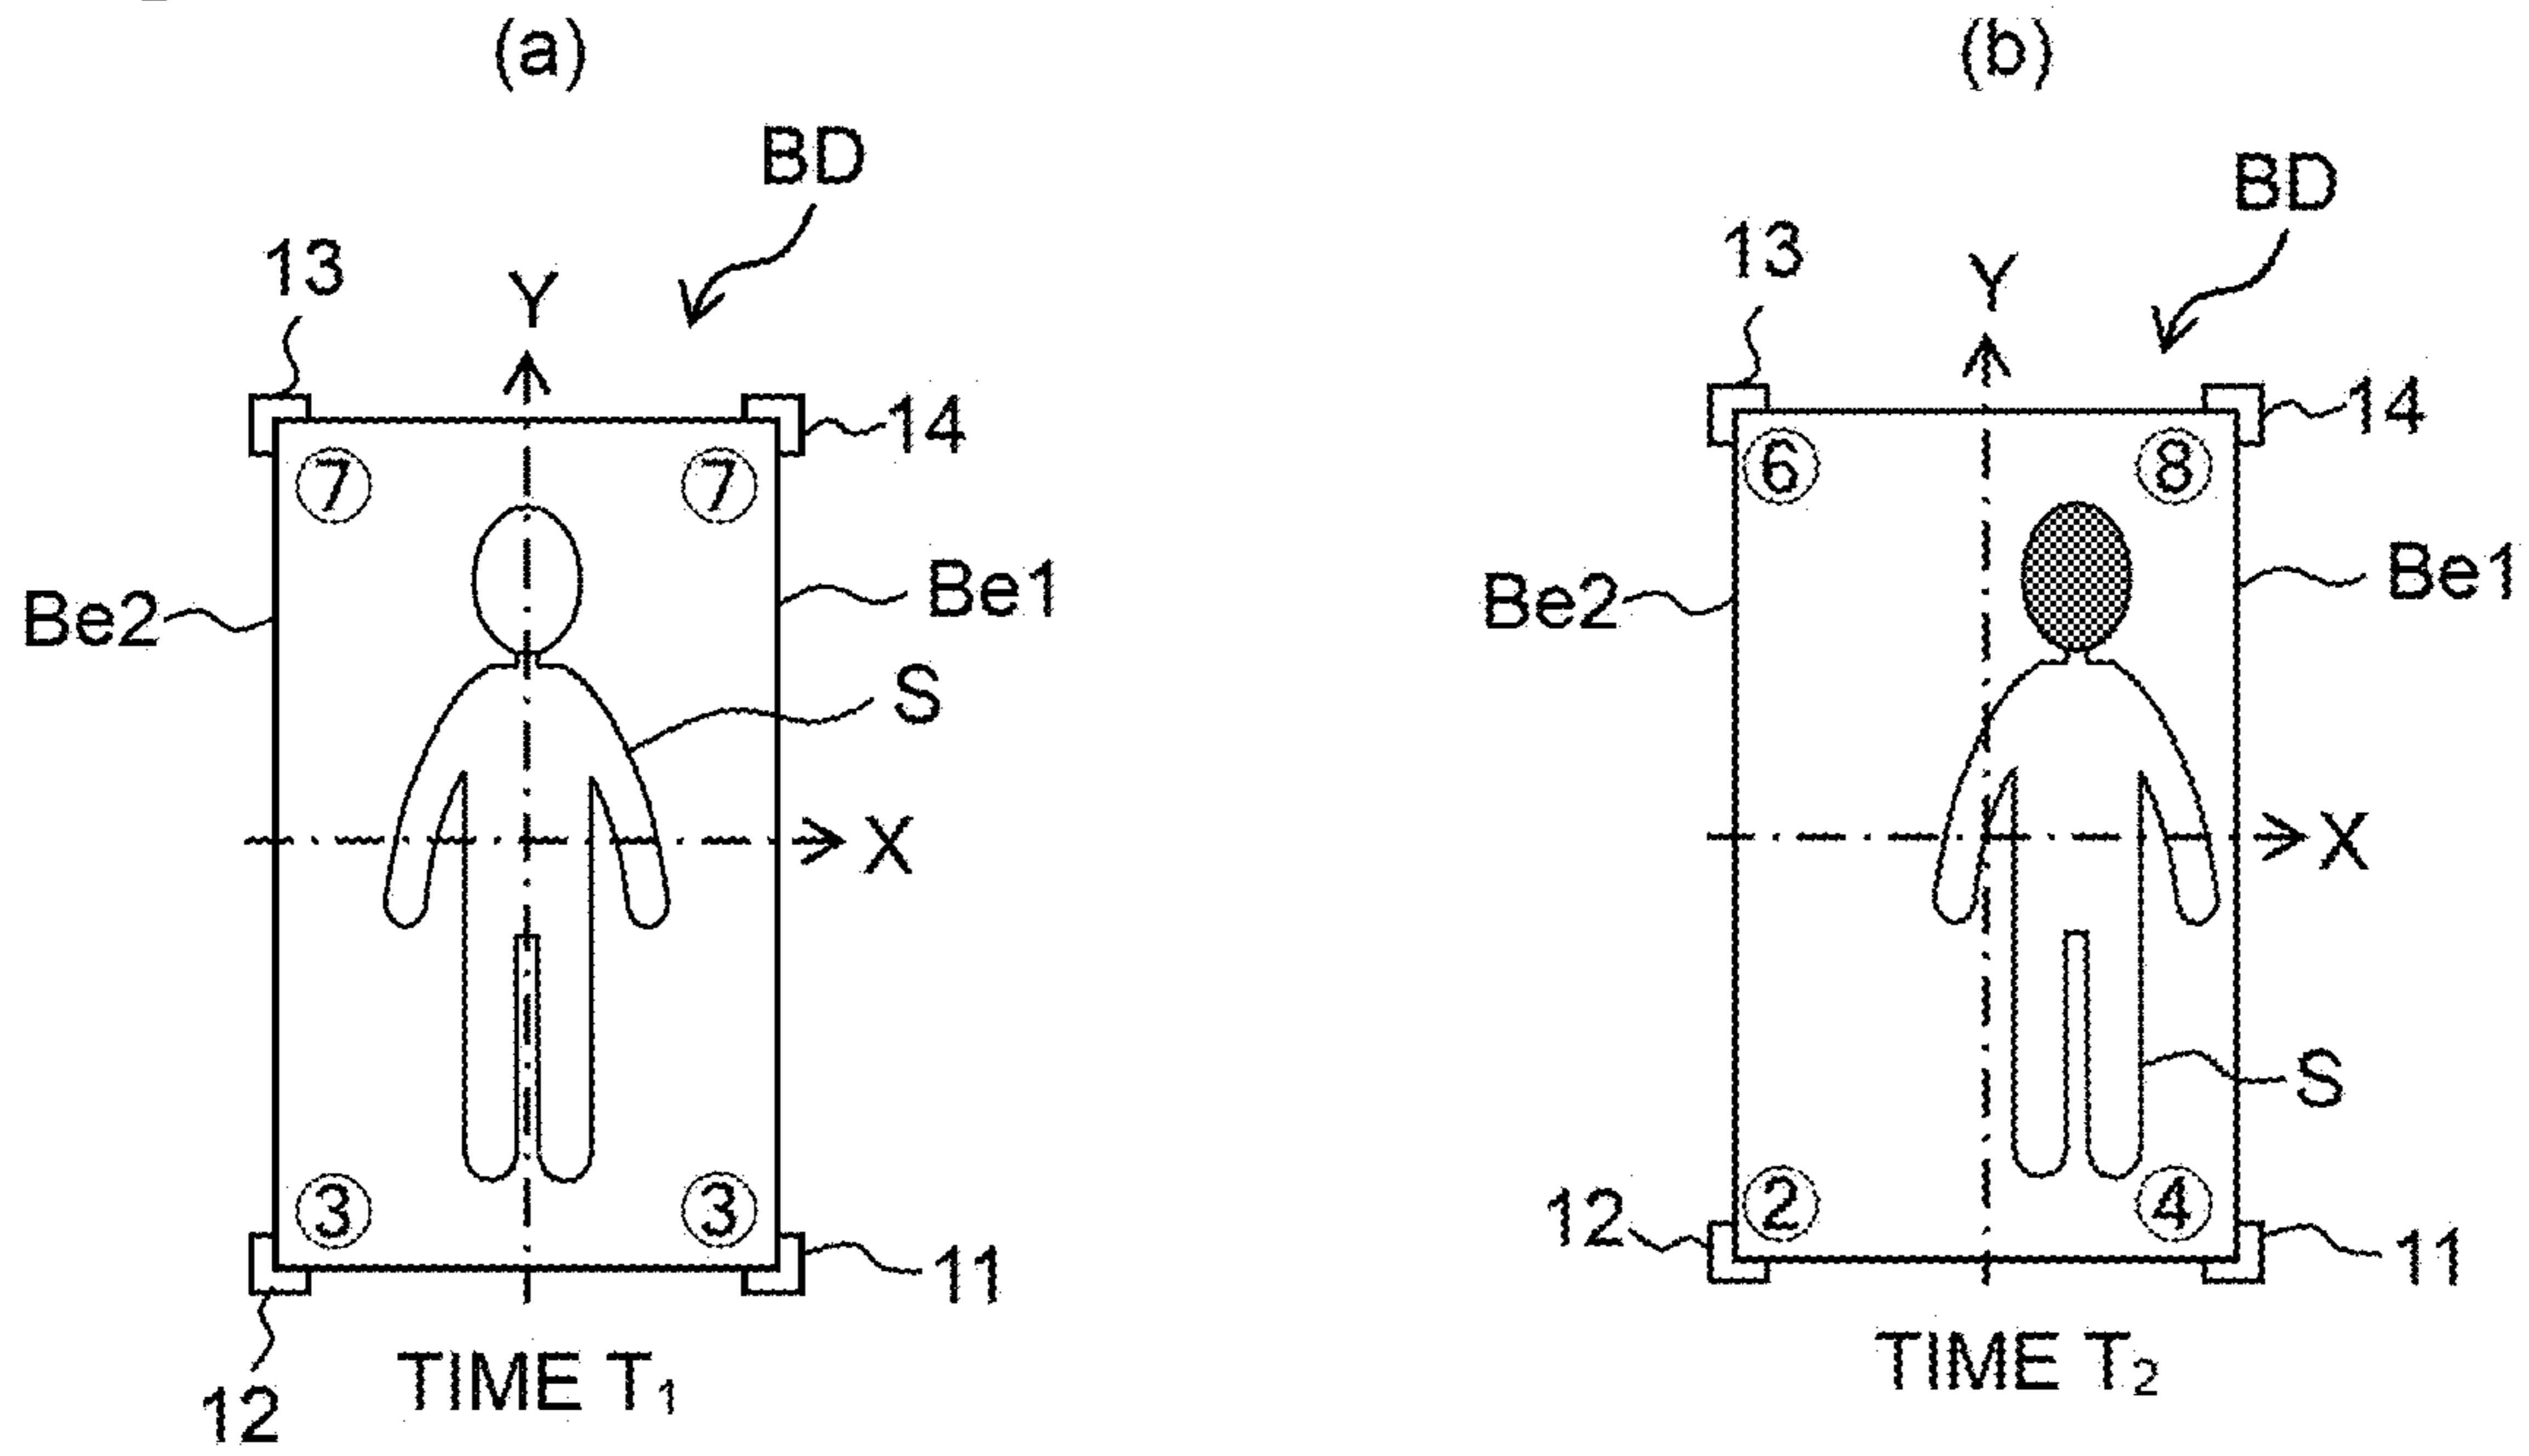 (a)
BD
13
Y
14
⑦ ⑦
Be2
Be1
S
X
③ ③
11
12
TIME T₁
(b)
BD
13
Y
14
⑥ ⑧
Be2
Be1
X
S
12
② ④
11
TIME T₂